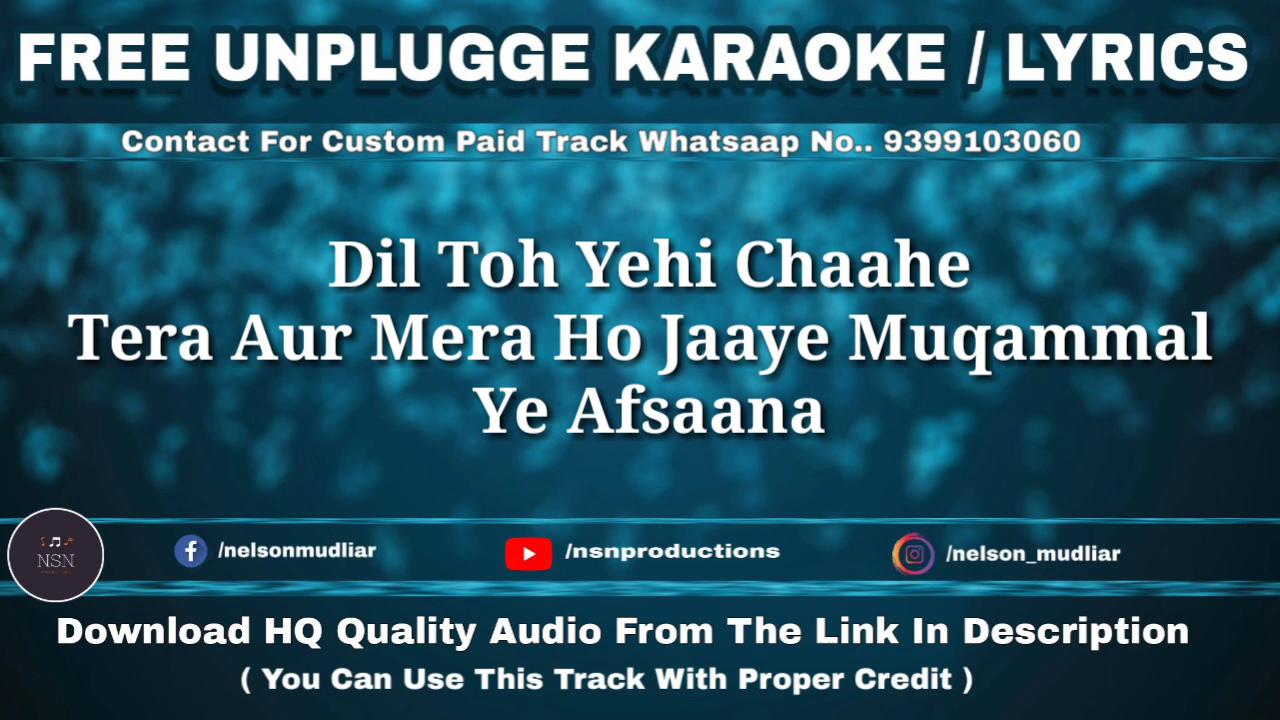 FREE UNPLUGGE KARAOKE / LYRICS
Contact For Custom Paid Track Whatsaap No.. 9399103060
Dil Toh Yehi Chaahe
Tera Aur Mera Ho Jaaye Muqammal
Ye Afsaana
NSN
/nelsonmudliar
/nsnproductions
/nelson_mudliar
Download HQ Quality Audio From The Link In Description
( You Can Use This Track With Proper Credit )